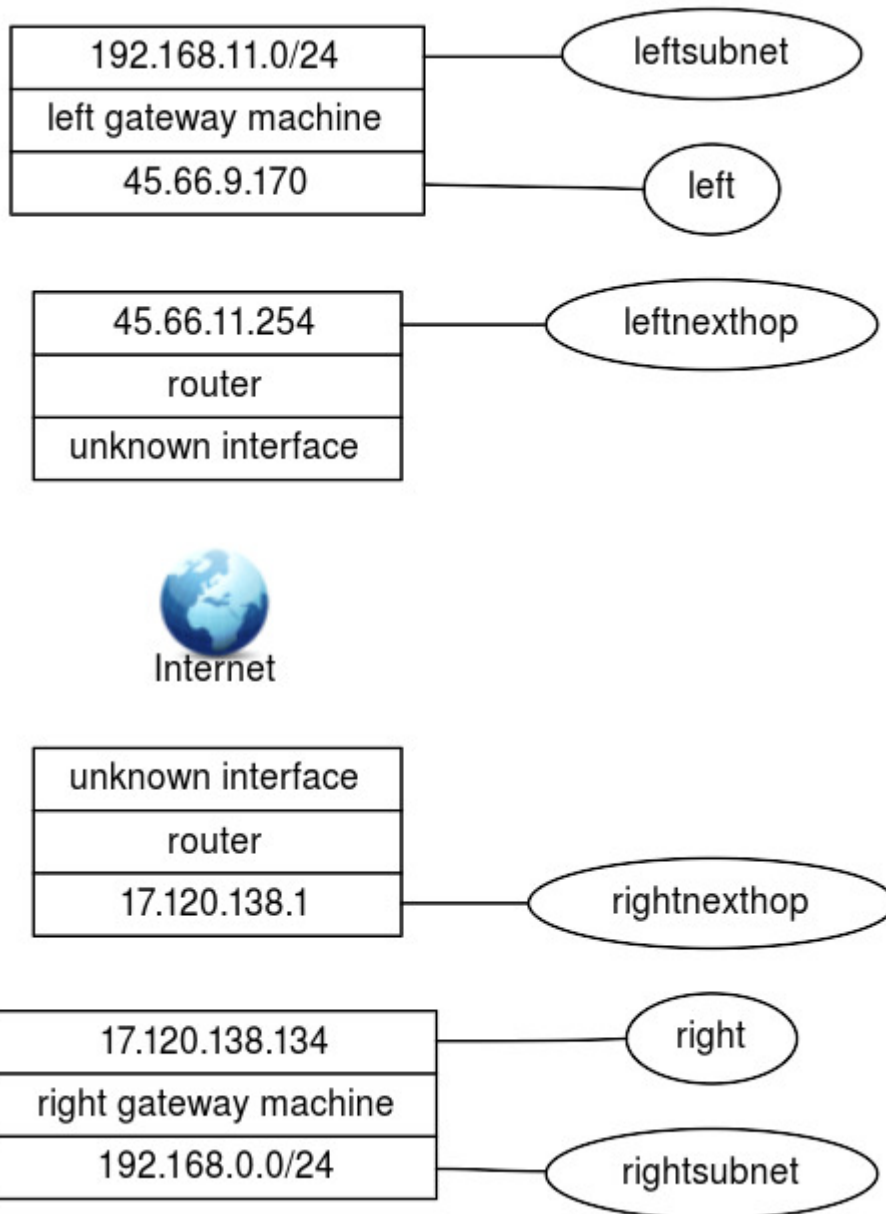 192.168.11.0/24
leftsubnet
left gateway machine
45.66.9.170
left
45.66.11.254
leftnexthop
router
unknown interface
Internet
unknown interface
router
17.120.138.1
rightnexthop
17.120.138.134
right
right gateway machine
192.168.0.0/24
rightsubnet